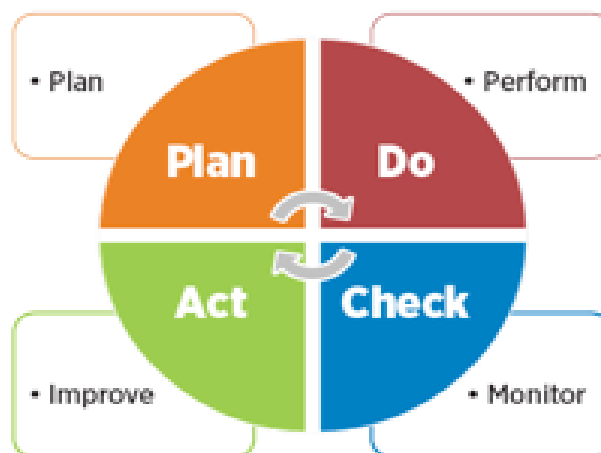 • Plan
• Perform
Plan
Do
Act
Check
• Improve
• Monitor